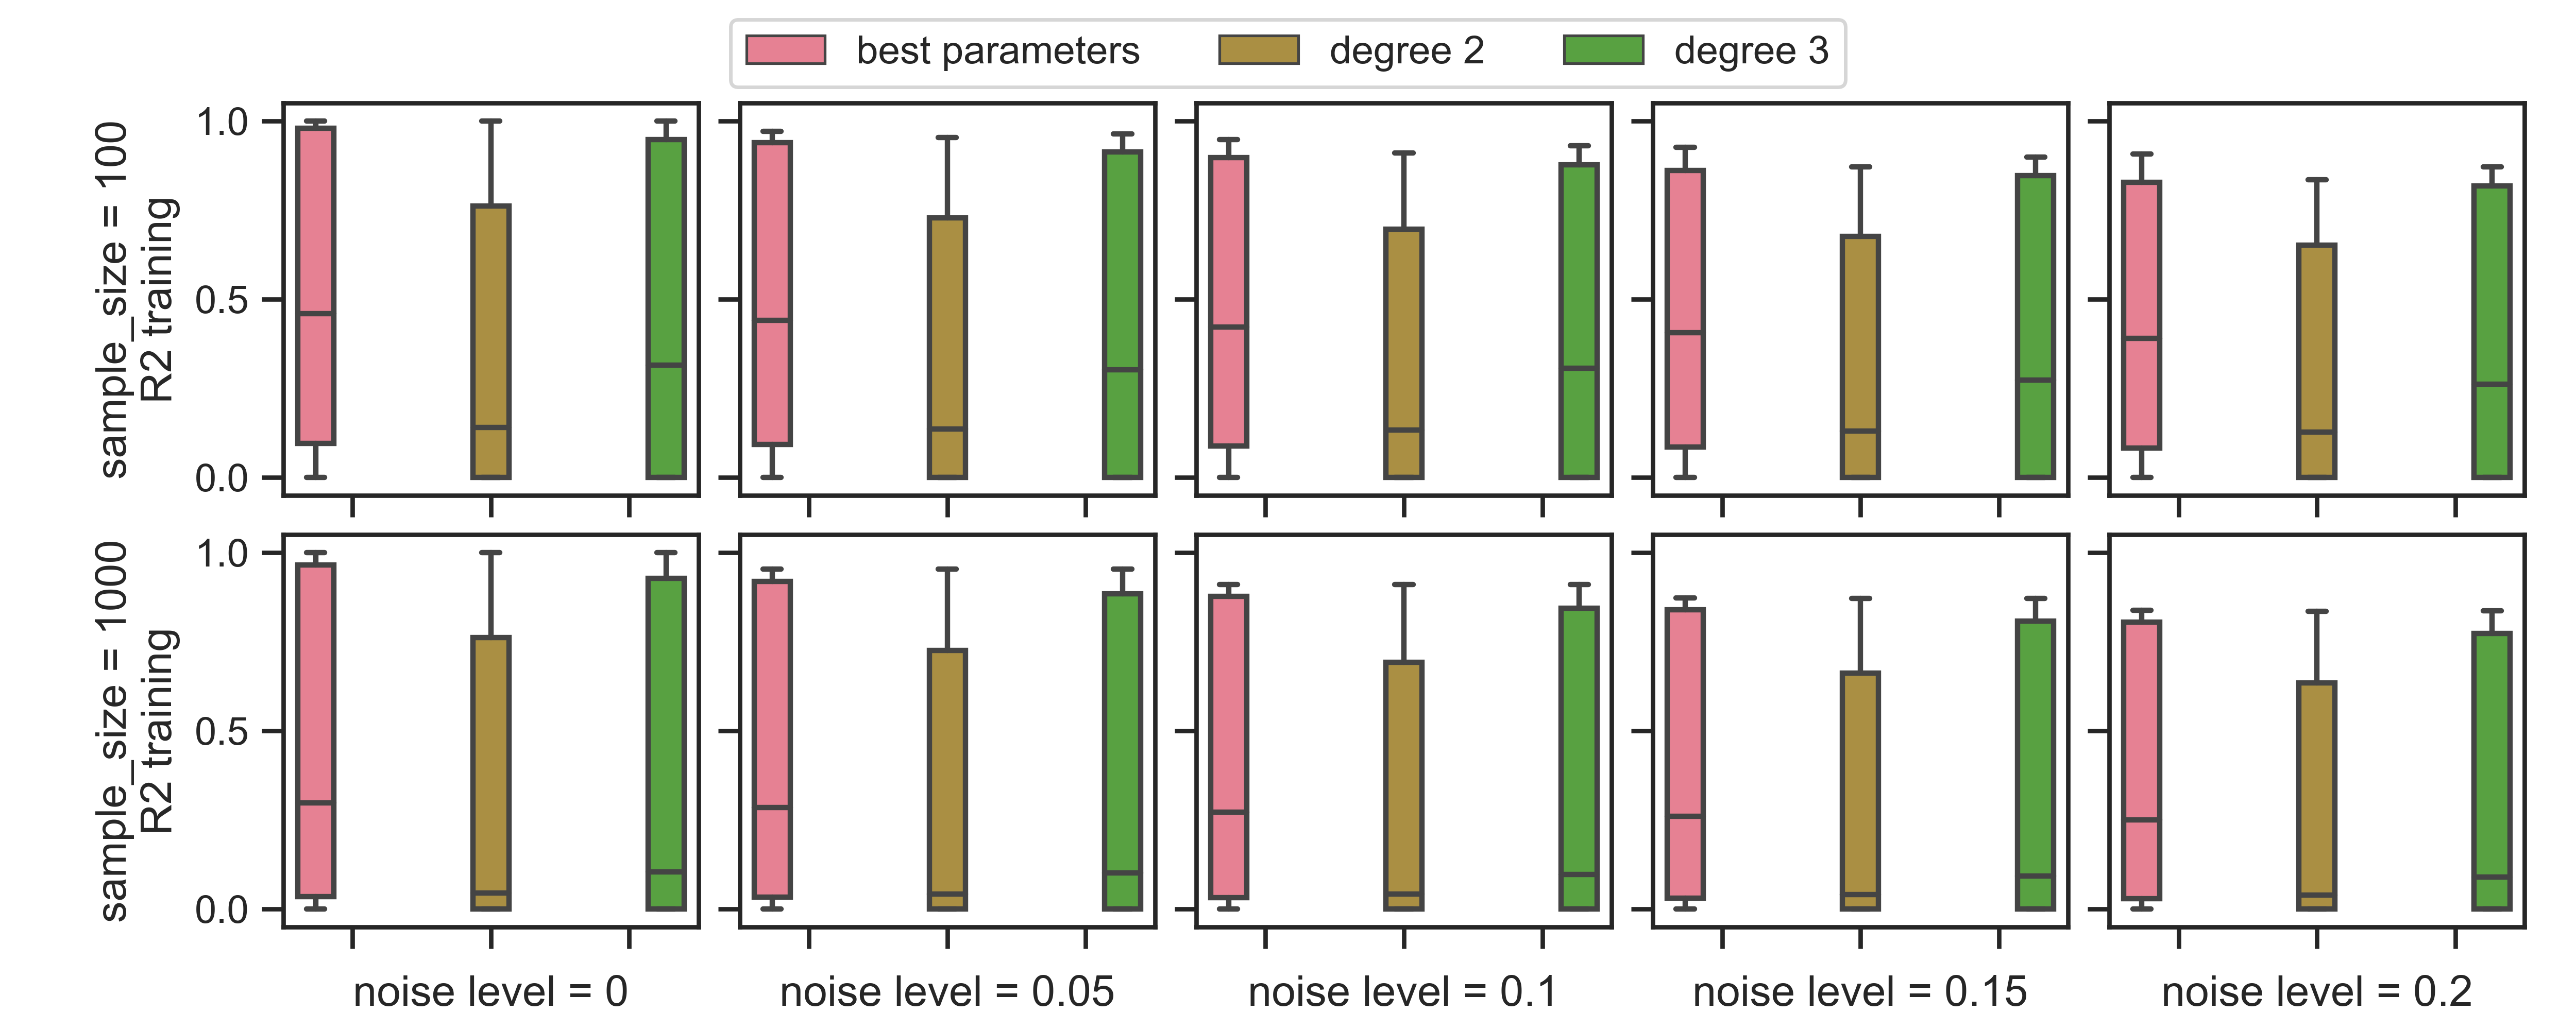 best parameters
degree 2
degree 3
sample_size = 100
R2 training
1.0
0.5
0.0
sample_size = 1000
R2 training
1.0
0.5
0.0
noise level = 0
noise level = 0.05
noise level = 0.1
noise level = 0.15
noise level = 0.2